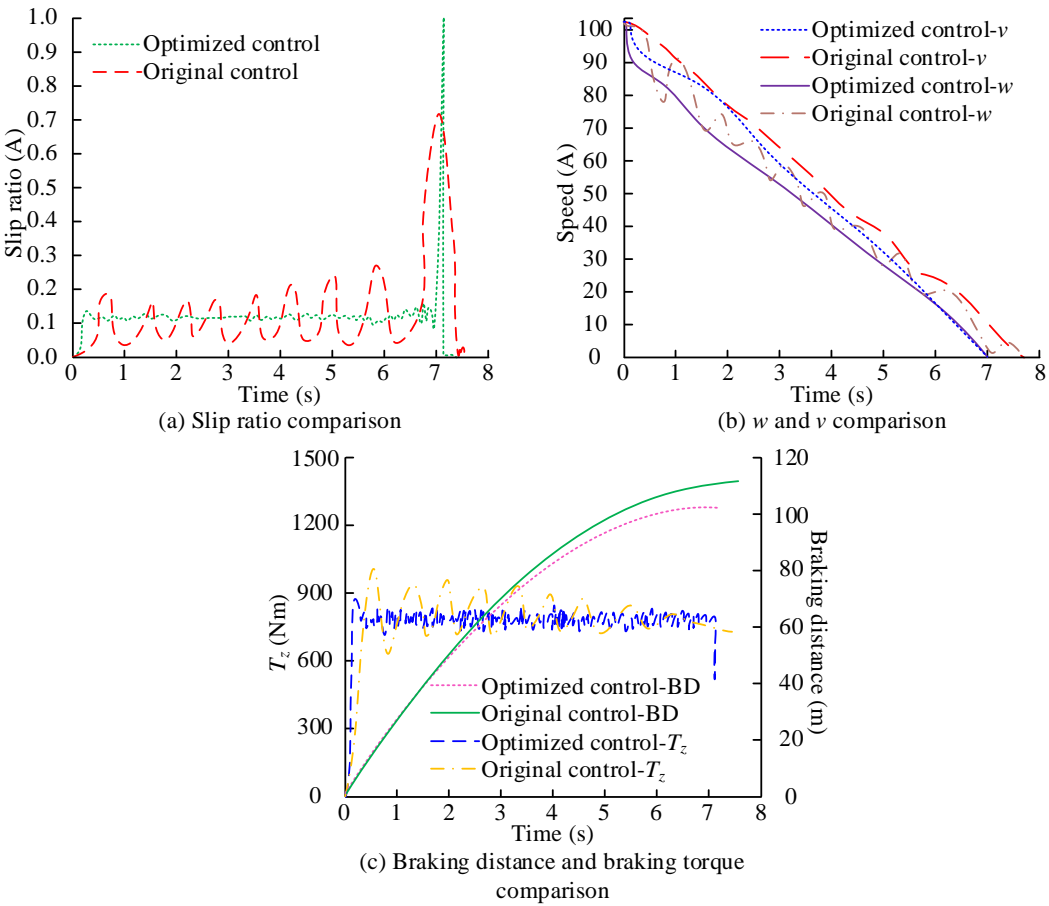 1.0
0.9
0.8
0.7
0.6
0.5
0.4
0.3
0.2
0.1
0.0
Slip ratio (A)
Optimized control
Original control
0 1 2 3 4 5 6 7 8
Time (s)
(a) Slip ratio comparison
100
90
80
70
60
50
40
30
20
10
0
Speed (A)
Optimized control-v
Original control-v
Optimized control-w
Original control-w
0 1 2 3 4 5 6 7 8
Time (s)
(b) w and v comparison
1500
1200
900
600
300
0
T_z (Nm)
120
100
80
60
40
20
0
Braking distance
(m)
Optimized control-BD
Original control-BD
Optimized control-T_z
Original control-T_z
0 1 2 3 4 5 6 7 8
Time (s)
(c) Braking distance and braking torque
comparison